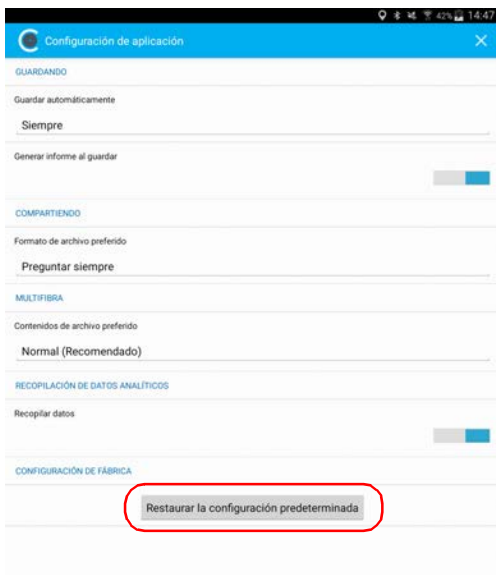 42% 14:47
Configuración de aplicación
GUARDANDO
Guardar automáticamente
Siempre
Generar informe al guardar
COMPARTIENDO
Formato de archivo preferido
Preguntar siempre
MULTIFIBRA
Contenidos de archivo preferido
Normal (Recomendado)
RECOPILACIÓN DE DATOS ANALÍTICOS
Recopilar datos
CONFIGURACIÓN DE FÁBRICA
Restaurar la configuración predeterminada